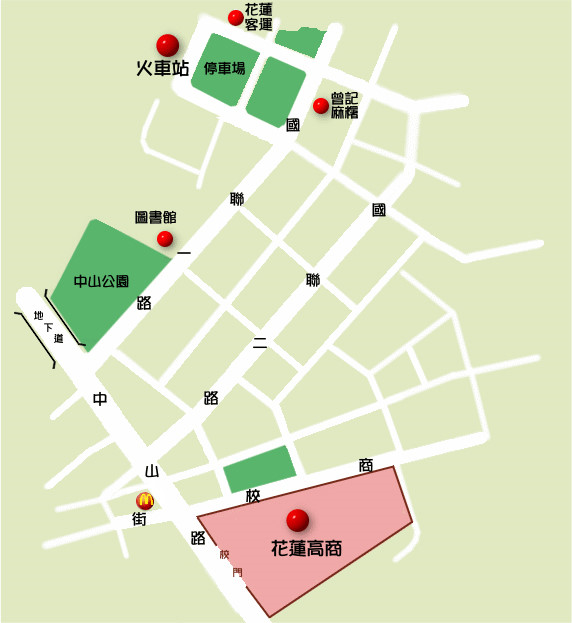 花蓮
客運
火車站
停車場
曾記
麻糬
國
聯
一
路
圖書館
中山公園
國
聯
二
路
地
下
道
中
山
路
商
校
街
花蓮高商
校
門